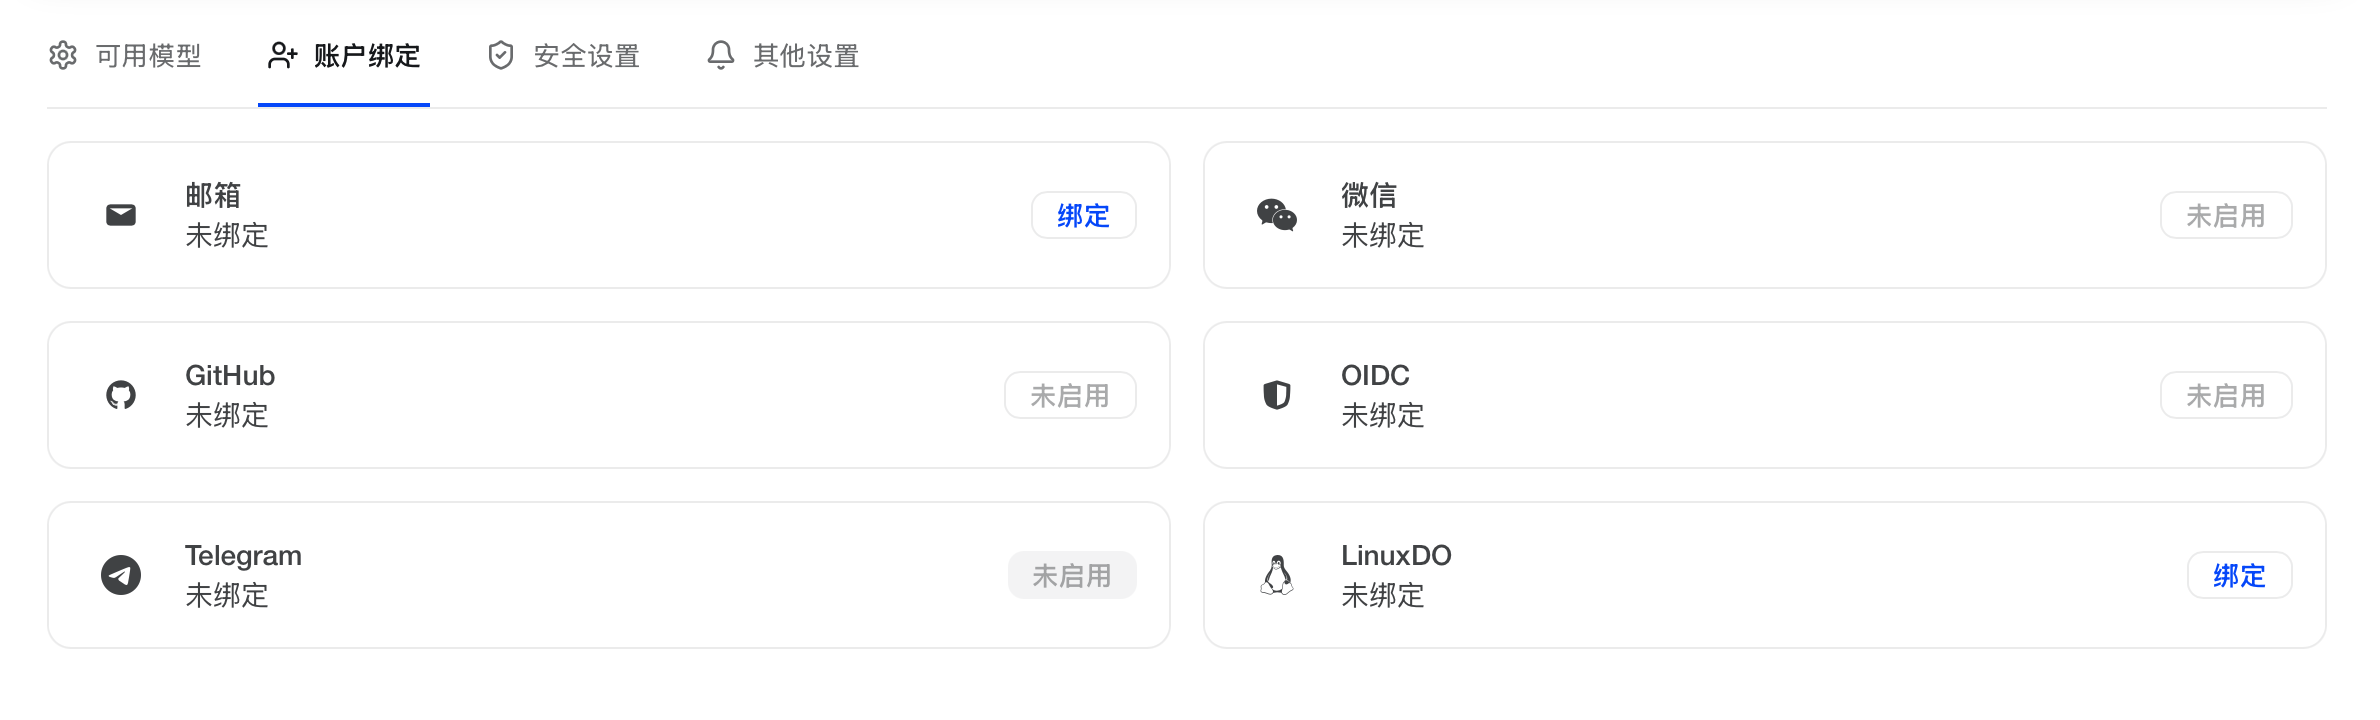 可用模型 账户绑定 安全设置 其他设置
邮箱
未绑定
绑定
微信
未绑定
未启用
GitHub
未绑定
未启用
OIDC
未绑定
未启用
Telegram
未绑定
未启用
LinuxDO
未绑定
绑定